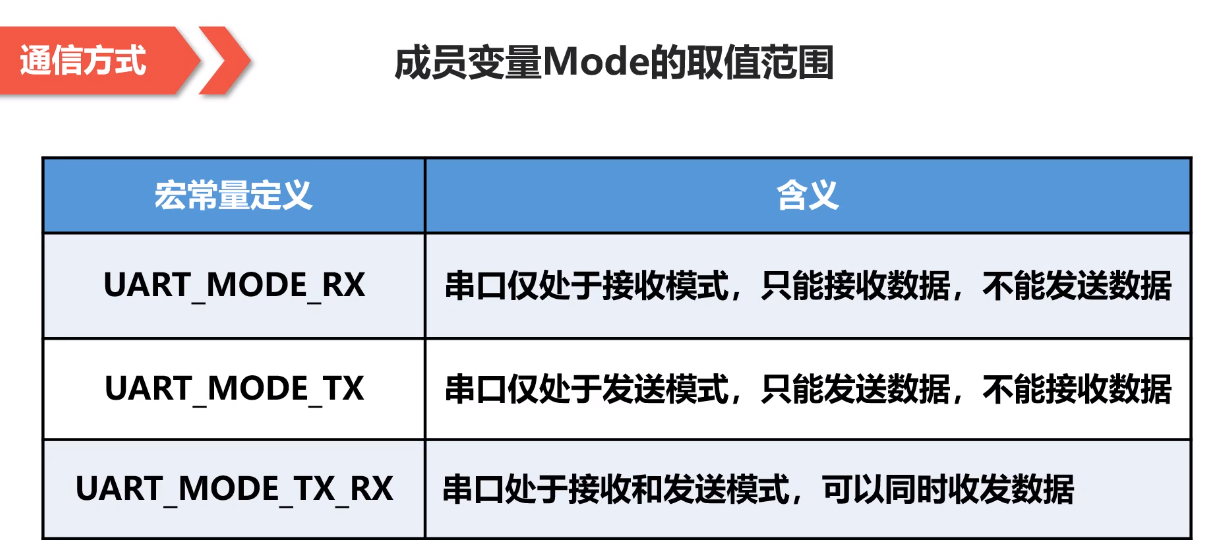 通信方式
成员变量Mode的取值范围
宏常量定义
含义
UART_MODE_RX
串口仅处于接收模式，只能接收数据，不能发送数据
UART_MODE_TX
串口仅处于发送模式，只能发送数据，不能接收数据
UART_MODE_TX_RX
串口处于接收和发送模式，可以同时收发数据